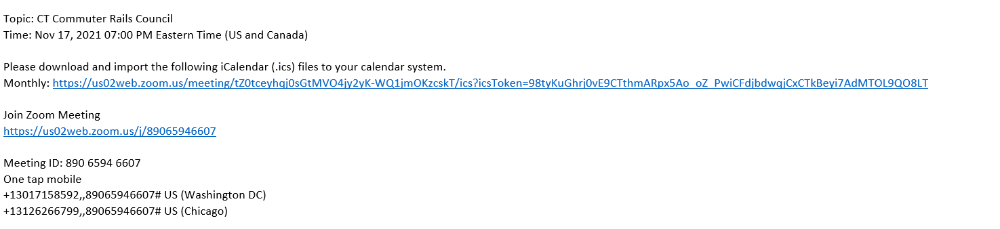 Topic: CT Commuter Rails Council
Time: Nov 17, 2021 07:00 PM Eastern Time (US and Canada)
Please download and import the following iCalendar (.ics) files to your calendar system.
Monthly: https://us02web.zoom.us/meeting/tZ0tceyhqj0sGtMVO4jy2yK-WQ1jmOKzcskT/ics?icsToken=98tyKuGhrj0vE9CTthmARpx5Ao_oZ_PwiCFdjbdwqjCxCTkBeyi7AdMTOL9QO8LT
Join Zoom Meeting
https://us02web.zoom.us/j/89065946607
Meeting ID: 890 6594 6607
One tap mobile
+13017158592,,89065946607# US (Washington DC)
+13126266799,,89065946607# US (Chicago)